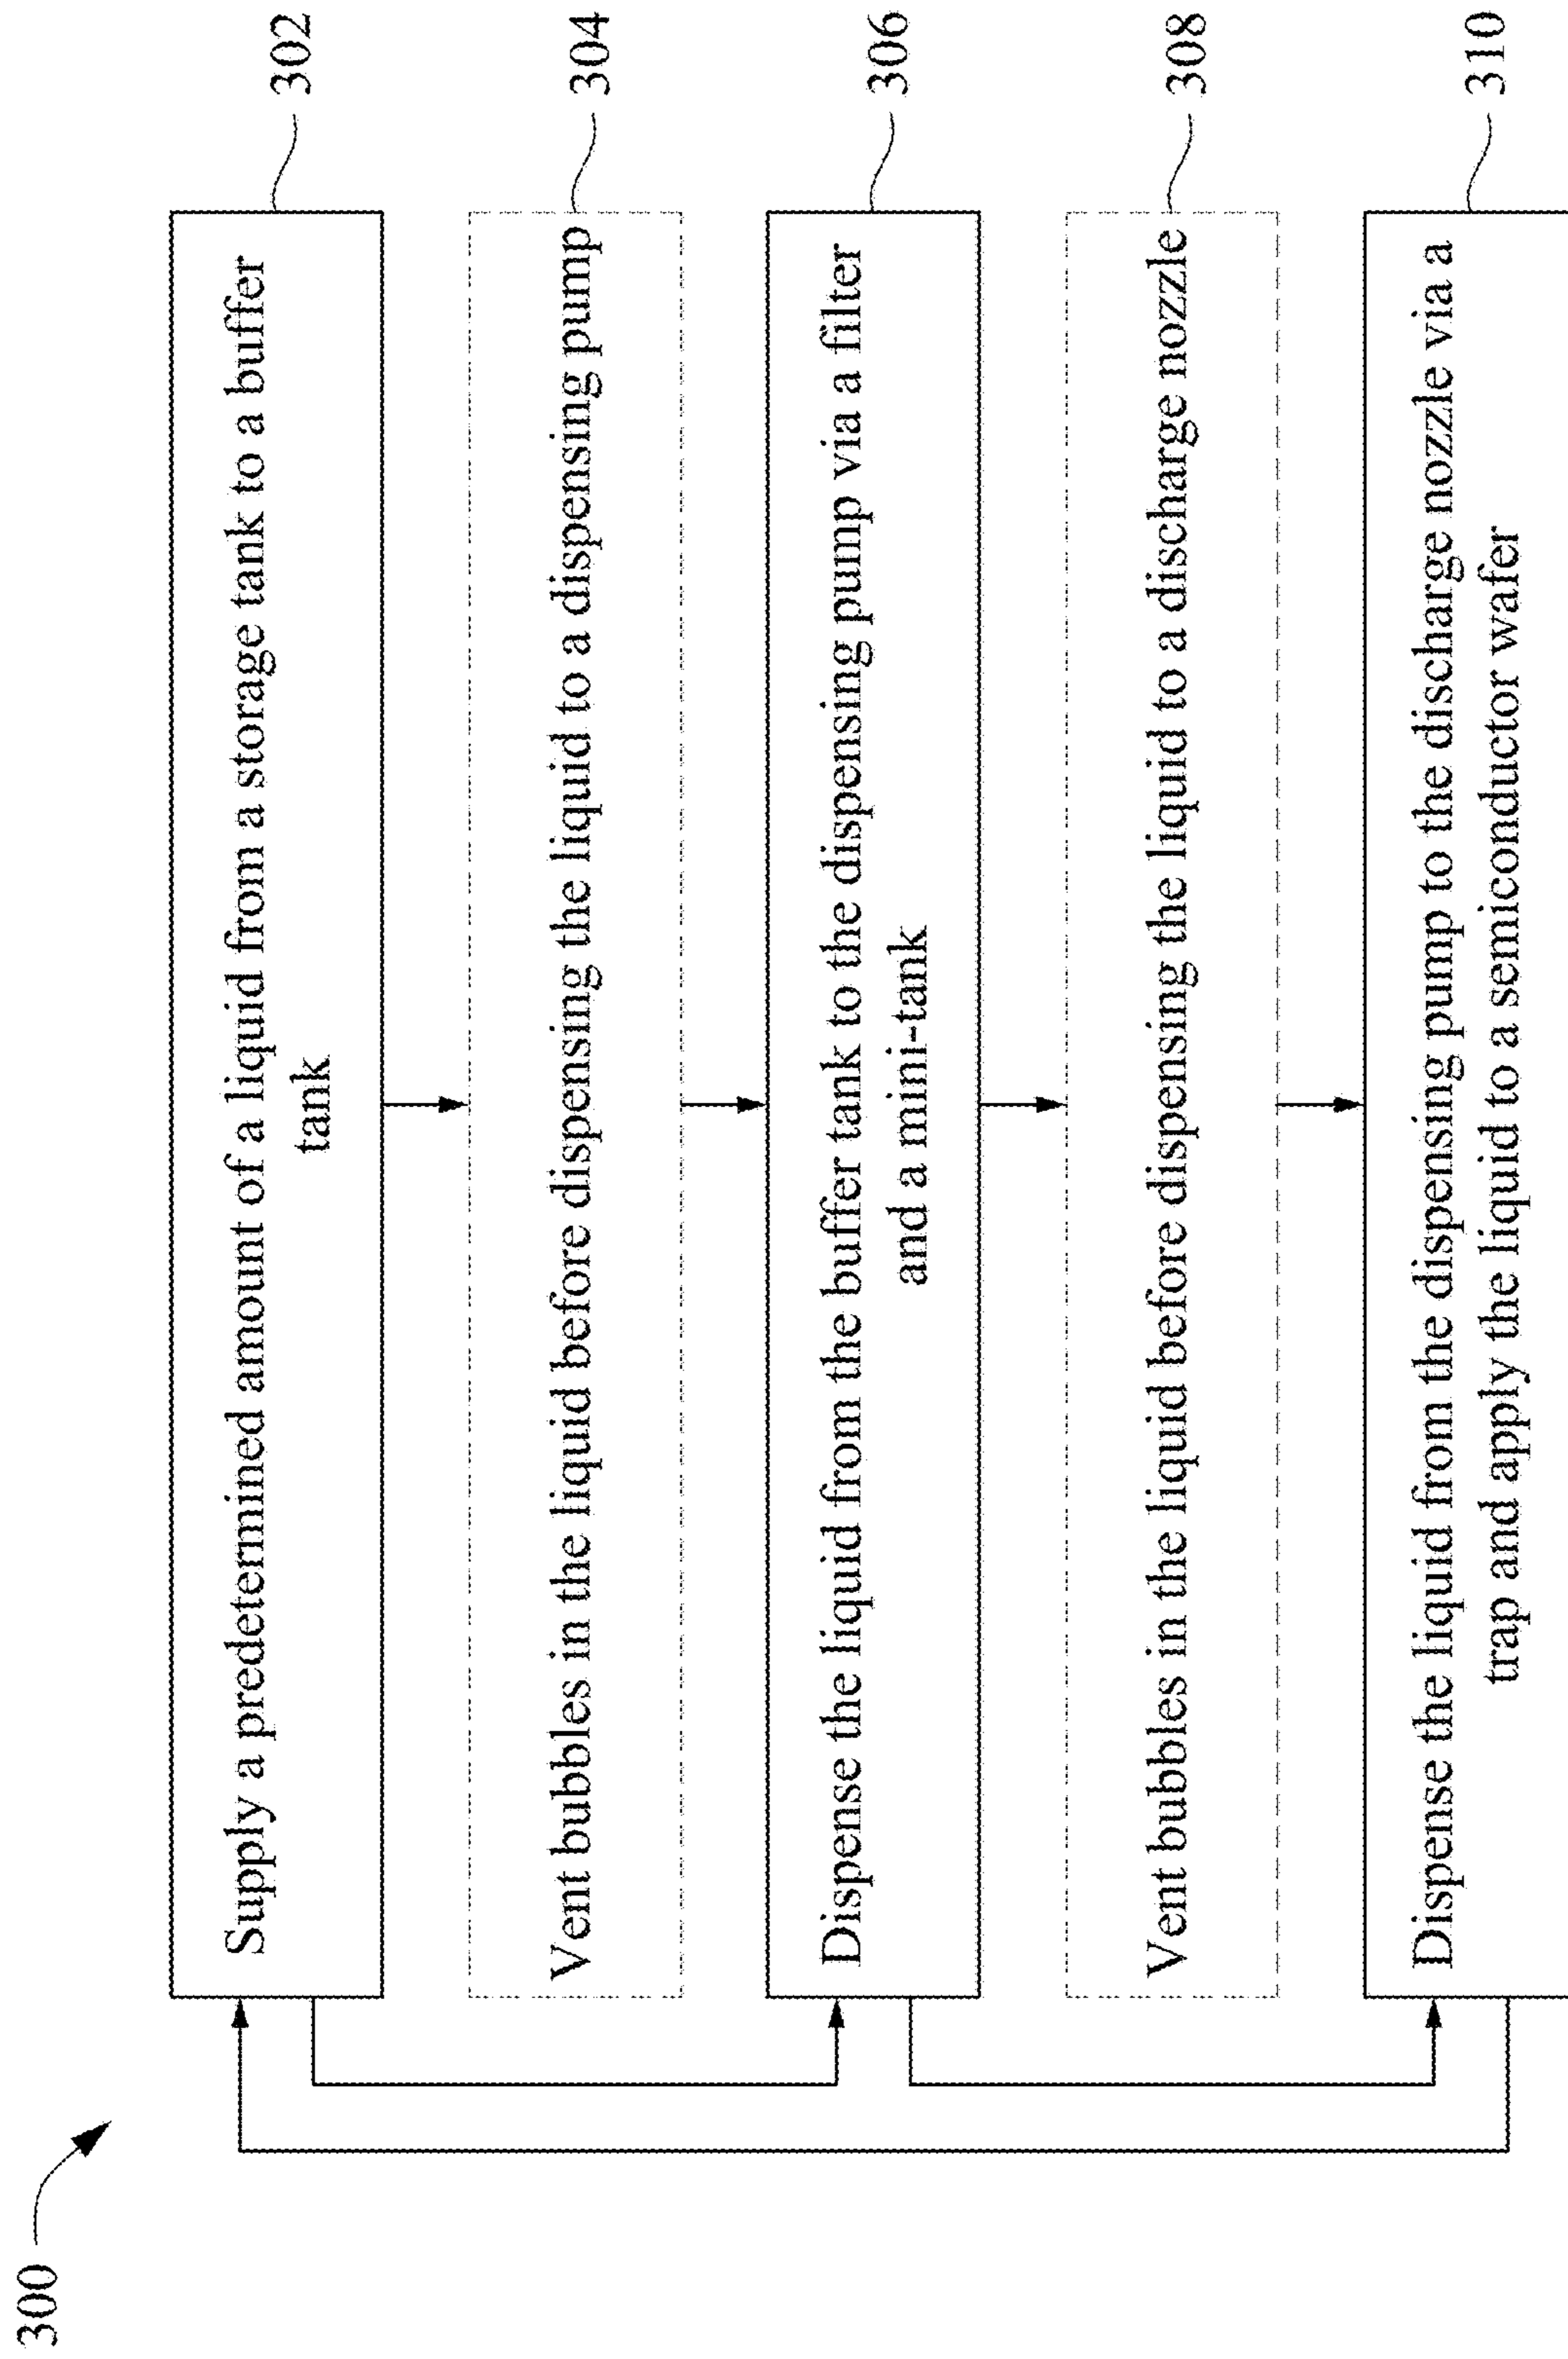 300
Supply a predetermined amount of a liquid from a storage tank to a buffer
tank
302
Vent bubbles in the liquid before dispensing the liquid to a dispensing pump
304
Dispense the liquid from the buffer tank to the dispensing pump via a filter
and a mini-tank
306
Vent bubbles in the liquid before dispensing the liquid to a discharge nozzle
308
Dispense the liquid from the dispensing pump to the discharge nozzle via a
trap and apply the liquid to a semiconductor wafer
310